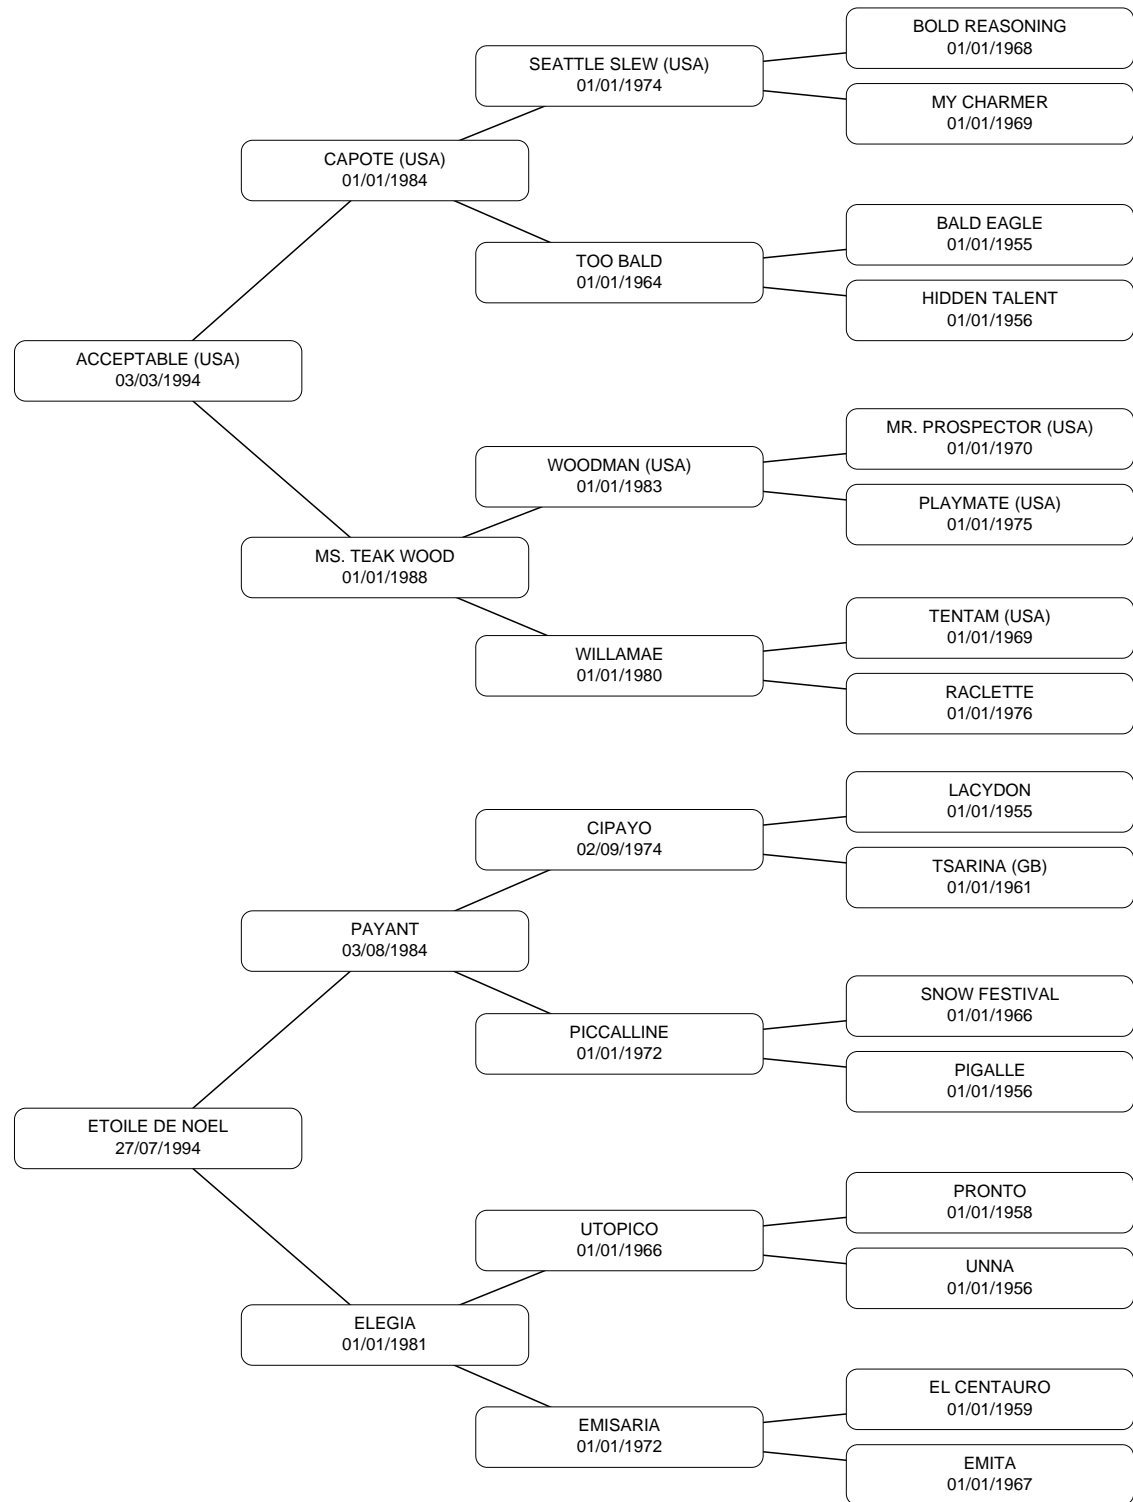 BOLD REASONING
01/01/1968
SEATTLE SLEW (USA)
01/01/1974
MY CHARMER
01/01/1969
CAPOTE (USA)
01/01/1984
BALD EAGLE
01/01/1955
TOO BALD
01/01/1964
HIDDEN TALENT
01/01/1956
ACCEPTABLE (USA)
03/03/1994
MR. PROSPECTOR (USA)
01/01/1970
WOODMAN (USA)
01/01/1983
PLAYMATE (USA)
01/01/1975
MS. TEAK WOOD
01/01/1988
TENTAM (USA)
01/01/1969
WILLAMAE
01/01/1980
RACLETTE
01/01/1976
LACYDON
01/01/1955
CIPAYO
02/09/1974
TSARINA (GB)
01/01/1961
PAYANT
03/08/1984
SNOW FESTIVAL
01/01/1966
PICCALLINE
01/01/1972
PIGALLE
01/01/1956
ETOILE DE NOEL
27/07/1994
PRONTO
01/01/1958
UTOPICO
01/01/1966
UNNA
01/01/1956
ELEGIA
01/01/1981
EL CENTAURO
01/01/1959
EMISARIA
01/01/1972
EMITA
01/01/1967